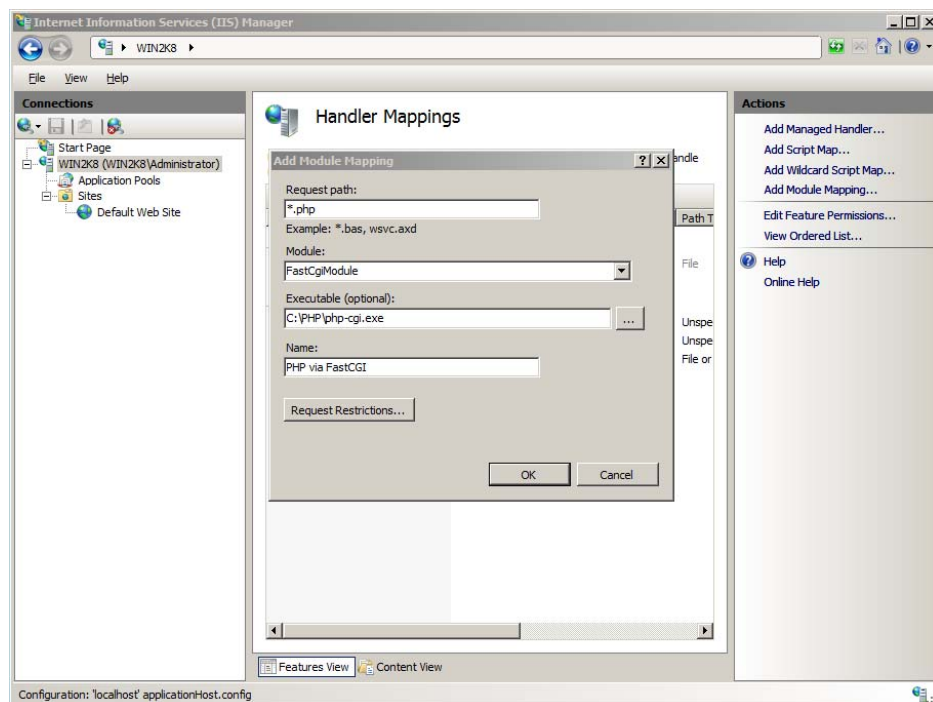 Internet Information Services (IIS) Manager
WIN2K8
File View Help
Connections
Start Page
WIN2K8 (WIN2K8\Administrator)
Application Pools
Sites
Default Web Site
Handler Mappings
andle
Path T
File
Unspe
Unspe
File or
Add Module Mapping
Request path:
*.php
Example: *.bas, wsvc.axd
Module:
FastCgiModule
Executable (optional):
C:\PHP\php-cgi.exe
...
Name:
PHP via FastCGI
Request Restrictions...
OK Cancel
Features View Content View
Actions
Add Managed Handler...
Add Script Map...
Add Wildcard Script Map...
Add Module Mapping...
Edit Feature Permissions...
View Ordered List...
Help
Online Help
Configuration: 'localhost' applicationHost.config